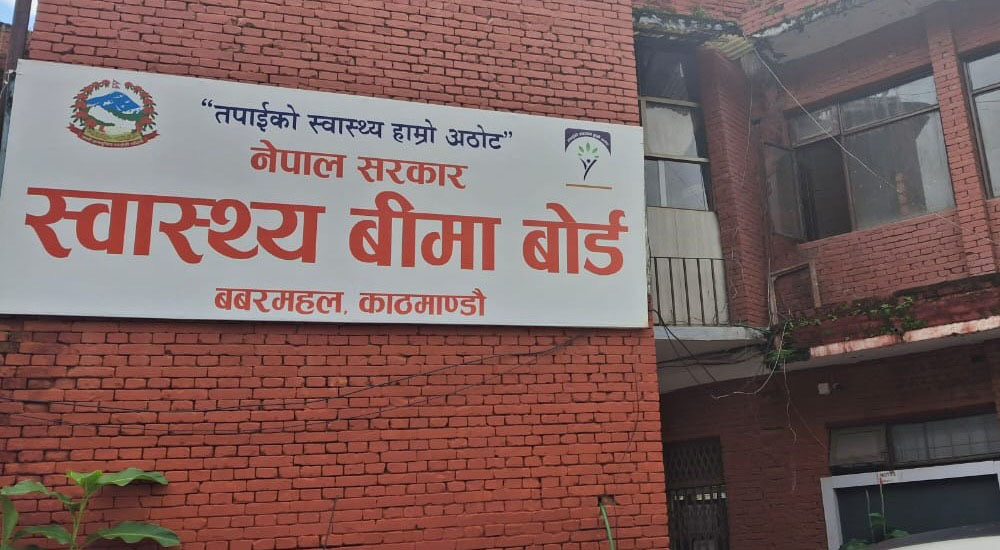 “तपाईको स्वास्थ्य हाम्रो अठोट”
नेपाल सरकार
स्वास्थ्य बीमा बोर्ड
बबरमहल, काठमाण्डौ